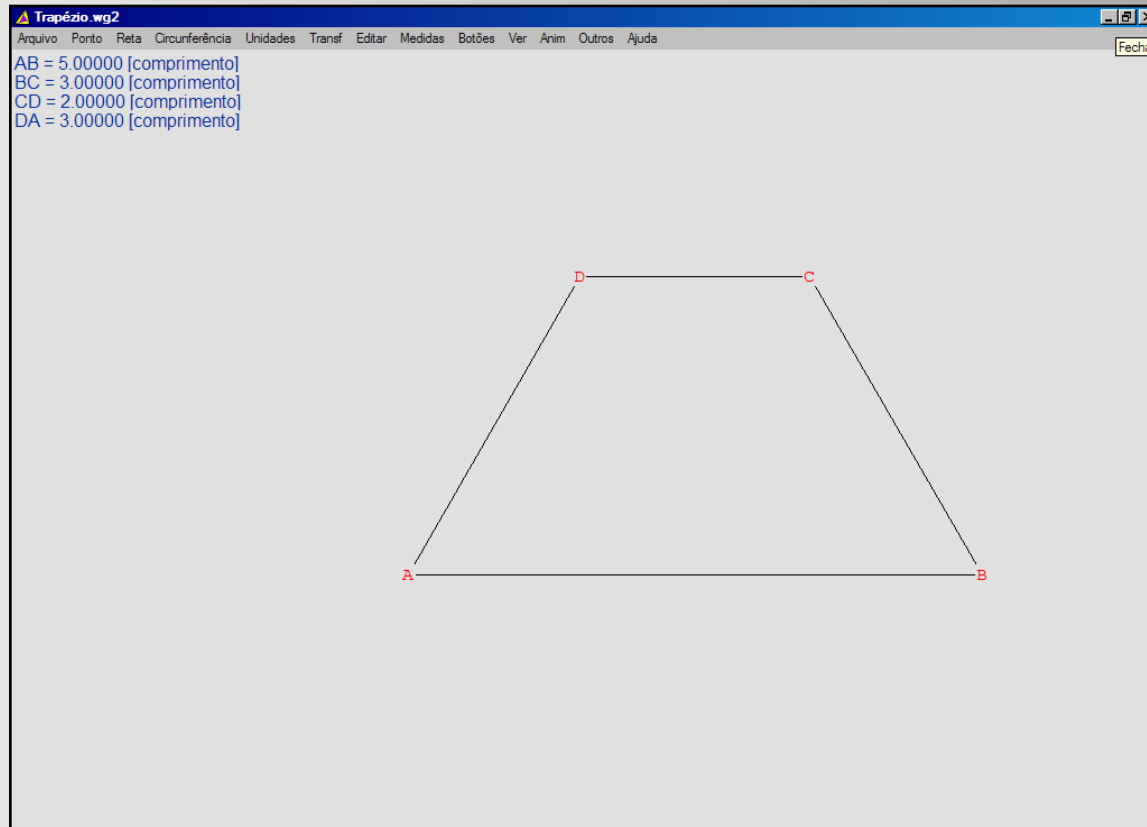 Trapézio.wg2
Arquivo Ponto Reta Circunferência Unidades Transf Editar Medidas Botões Ver Anim Outros Ajuda
Fecha
AB = 5.00000 [comprimento]
BC = 3.00000 [comprimento]
CD = 2.00000 [comprimento]
DA = 3.00000 [comprimento]
D C
A B